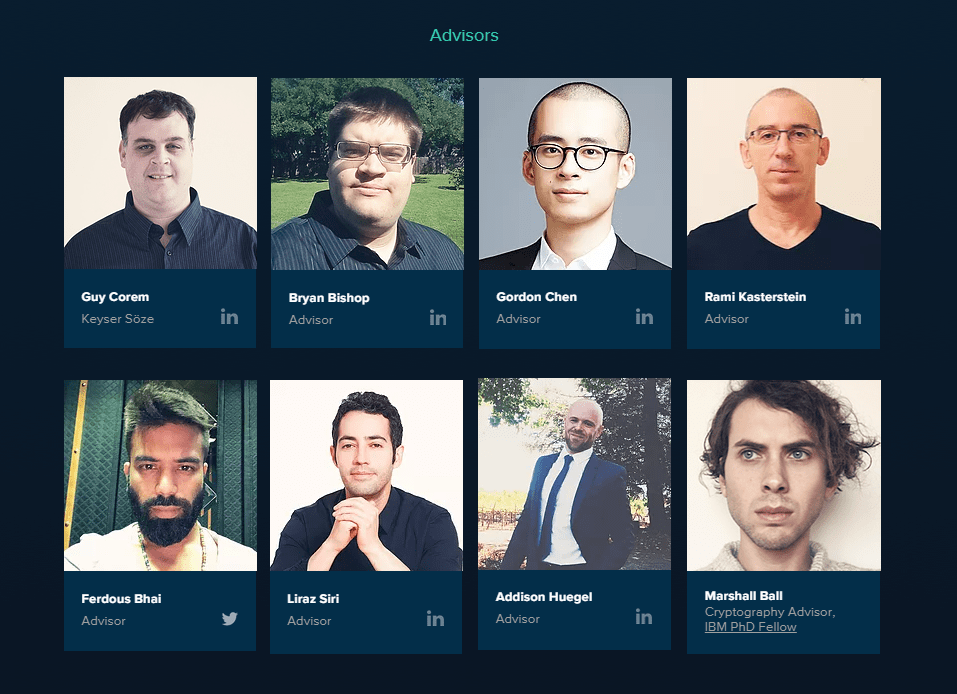 Advisors
Guy Corem
Keyser Söze
in
Bryan Bishop
Advisor
in
Gordon Chen
Advisor
in
Rami Kasterstein
Advisor
in
Ferdous Bhai
Advisor
Liraz Siri
Advisor
in
Addison Huegel
Advisor
in
Marshall Ball
Cryptography Advisor,
IBM PhD Fellow